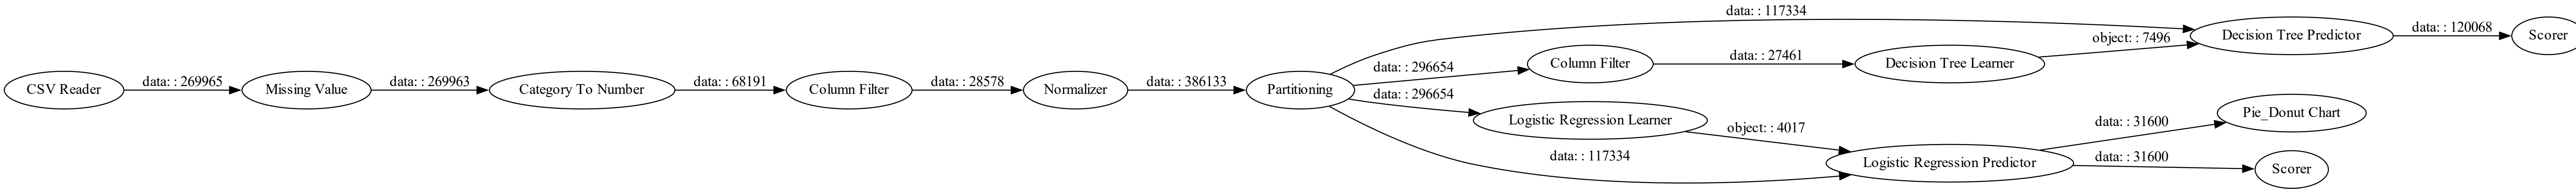 CSV Reader
data: : 269965
Missing Value
data: : 269963
Category To Number
data: : 68191
Column Filter
data: : 28578
Normalizer
data: : 386133
Partitioning
data: : 117334
data: : 296654
Column Filter
data: : 27461
Decision Tree Learner
object: : 7496
Decision Tree Predictor
data: : 120068
Scorer
data: : 296654
Logistic Regression Learner
object: : 4017
data: : 117334
Logistic Regression Predictor
data: : 31600
Pie_Donut Chart
data: : 31600
Scorer